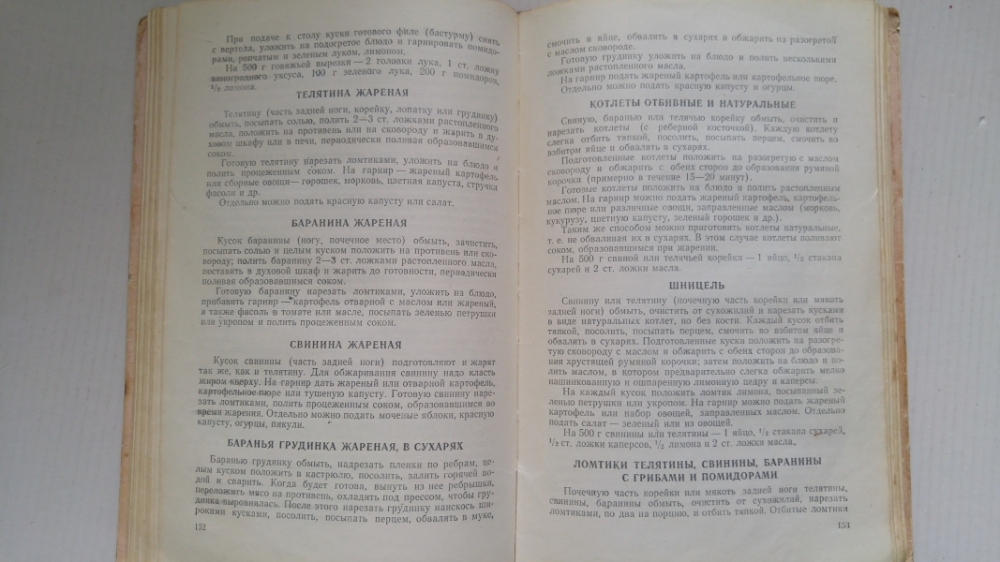 При подаче к столу куски готового филе (бастурму) снять
с вертела, уложить на подогретое блюдо и гарнировать помидо-
рами, репчатым и зеленым луком, лимоном.
На 500 г говяжьей вырезки — 2 головки лука, 1 ст. ложку
виноградного уксуса, 100 г зеленого лука, 200 г помидоров,
1/2 лимона.
ТЕЛЯТИНА ЖАРЕНАЯ
Телятину (часть задней ноги, корейку, лопатку или грудинку)
обмыть, посыпать солью, полить 2—3 ст. ложками растопленного
масла, положить на противень или на сковороду и жарить в ду-
ховом шкафу или в печи, периодически поливая образовавшимся
соком.
Готовую телятину нарезать ломтиками, уложить на блюдо и
полить процеженным соком. На гарнир — жареный картофель
или сборные овощи — горошек, морковь, цветная капуста, стручки
фасоли и др.
Отдельно можно подать красную капусту или салат.
БАРАНИНА ЖАРЕНАЯ
Кусок баранины (ногу, почечное место) обмыть, зачистить,
посыпать солью и целым куском положить на противень или ско-
вороду; полить баранину 2—3 ст. ложками растопленного масла,
поставить в духовой шкаф и жарить до готовности, периодически
поливая образовавшимся соком.
Готовую баранину нарезать ломтиками, уложить на блюдо,
прибавить гарнир — картофель отварной с маслом или жареный,
а также фасоль в томате или масле, посыпать зеленью петрушки
или укропом и полить процеженным соком.
СВИНИНА ЖАРЕНАЯ
Кусок свинины (часть задней ноги) подготовляют и жарят
так же, как и телятину. Для обжаривания свинину надо класть
жиром кверху. На гарнир дать жареный или отварной картофель,
картофельное пюре или тушеную капусту. Готовую свинину наре-
зать ломтиками, полить процеженным соком, образовавшимся во
время жарения. Отдельно можно подать моченые яблоки, красную
капусту, огурцы, пикули.
БАРАНЬЯ ГРУДИНКА ЖАРЕНАЯ, В СУХАРЯХ
Баранью грудинку обмыть, надрезать пленки по ребрам, це-
лым куском положить в кастрюлю, посолить, залить горячей во-
дой и сварить. Когда будет готова, вынуть из нее ребрышки,
переложить мясо на противень, охладить под прессом, чтобы гру-
динка выровнялась. После этого нарезать грудинку наискось ши-
рокими кусками, посолить, посыпать перцем, обвалять в муке,
132
смочить в яйце, обвалять в сухарях и обжарить на разогретой
с маслом сковороде.
Готовую грудинку уложить на блюдо и полить несколькими
ложками растопленного масла.
На гарнир подать жареный картофель или картофельное пюре.
Отдельно можно подать красную капусту и огурцы.
КОТЛЕТЫ ОТБИВНЫЕ И НАТУРАЛЬНЫЕ
Свиную, баранью или телячью корейку обмыть, очистить и
нарезать котлеты (с реберной косточкой). Каждую котлету
слегка отбить тяпкой, посолить, посыпать перцем, смочить во
взбитом яйце и обвалять в сухарях.
Подготовленные котлеты положить на разогретую с маслом
сковороду и обжарить с обеих сторон до образования румяной
корочки (примерно в течение 15—20 минут).
Готовые котлеты положить на блюдо и полить растопленным
маслом. На гарнир можно подать жареный картофель, картофель-
ное пюре или различные овощи, заправленные маслом (морковь,
кукурузу, цветную капусту, зеленый горошек и др.).
Таким же способом можно приготовить котлеты натуральные,
т. е. не обваливая их в сухарях. В этом случае котлеты поливают
соком, образовавшимся при жарении.
На 500 г свиной или телячьей корейки — 1 яйцо, 1/2 стакана
сухарей и 2 ст. ложки масла.
ШНИЦЕЛЬ
Свинину или телятину (почечную часть корейки или мякоть
задней ноги) обмыть, очистить от сухожилий и нарезать кусками
в виде натуральных котлет, но без кости. Каждый кусок отбить
тяпкой, посолить, посыпать перцем, смочить во взбитом яйце и
обвалять в сухарях. Подготовленные куски положить на разогре-
тую сковороду с маслом и обжарить с обеих сторон до образова-
ния хрустящей румяной корочки; затем положить на блюдо и по-
лить маслом, в котором предварительно слегка обжарить мелко
нашинкованную и ошпаренную лимонную цедру и каперсы.
На каждый кусок положить ломтик лимона, посыпанный зе-
ленью петрушки или укропом. На гарнир можно подать жареный
картофель или набор овощей, заправленных маслом. Отдельно
подать салат — зеленый или из овощей.
На 500 г свинины или телятины — 1 яйцо, 1/2 стакана сухарей,
1/2 ст. ложки каперсов, 1/2 лимона и 2 ст. ложки масла.
ЛОМТИКИ ТЕЛЯТИНЫ, СВИНИНЫ, БАРАНИНЫ
С ГРИБАМИ И ПОМИДОРАМИ
Почечную часть корейки или мякоть задней ноги телятины,
свинины, баранины обмыть, очистить от сухожилий, нарезать
ломтиками, по два на порцию, и отбить тяпкой. Отбитые ломтики
153